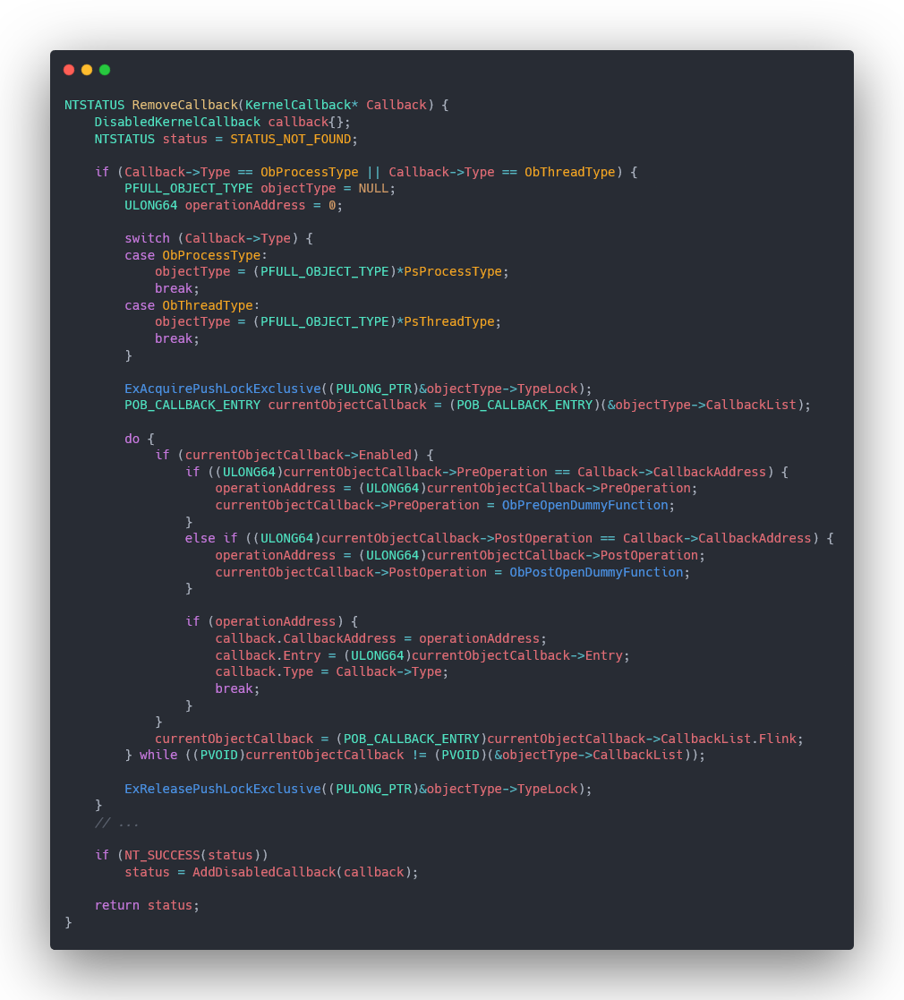 NTSTATUS RemoveCallback(KernelCallback* Callback) {
    DisabledKernelCallback callback{};
    NTSTATUS status = STATUS_NOT_FOUND;

    if (Callback->Type == ObProcessType || Callback->Type == ObThreadType) {
        PFULL_OBJECT_TYPE objectType = NULL;
        ULONG64 operationAddress = 0;

        switch (Callback->Type) {
        case ObProcessType:
            objectType = (PFULL_OBJECT_TYPE)*PsProcessType;
            break;
        case ObThreadType:
            objectType = (PFULL_OBJECT_TYPE)*PsThreadType;
            break;
        }

        ExAcquirePushLockExclusive((PULONG_PTR)&objectType->TypeLock);
        POB_CALLBACK_ENTRY currentObjectCallback = (POB_CALLBACK_ENTRY)(&objectType->CallbackList);

        do {
            if (currentObjectCallback->Enabled) {
                if ((ULONG64)currentObjectCallback->PreOperation == Callback->CallbackAddress) {
                    operationAddress = (ULONG64)currentObjectCallback->PreOperation;
                    currentObjectCallback->PreOperation = ObPreOpenDummyFunction;
                }
                else if ((ULONG64)currentObjectCallback->PostOperation == Callback->CallbackAddress) {
                    operationAddress = (ULONG64)currentObjectCallback->PostOperation;
                    currentObjectCallback->PostOperation = ObPostOpenDummyFunction;
                }

                if (operationAddress) {
                    callback.CallbackAddress = operationAddress;
                    callback.Entry = (ULONG64)currentObjectCallback->Entry;
                    callback.Type = Callback->Type;
                    break;
                }
            }
            currentObjectCallback = (POB_CALLBACK_ENTRY)currentObjectCallback->CallbackList.Flink;
        } while ((PVOID)currentObjectCallback != (PVOID)(&objectType->CallbackList));

        ExReleasePushLockExclusive((PULONG_PTR)&objectType->TypeLock);
    }
    // ...

    if (NT_SUCCESS(status))
        status = AddDisabledCallback(callback);

    return status;
}